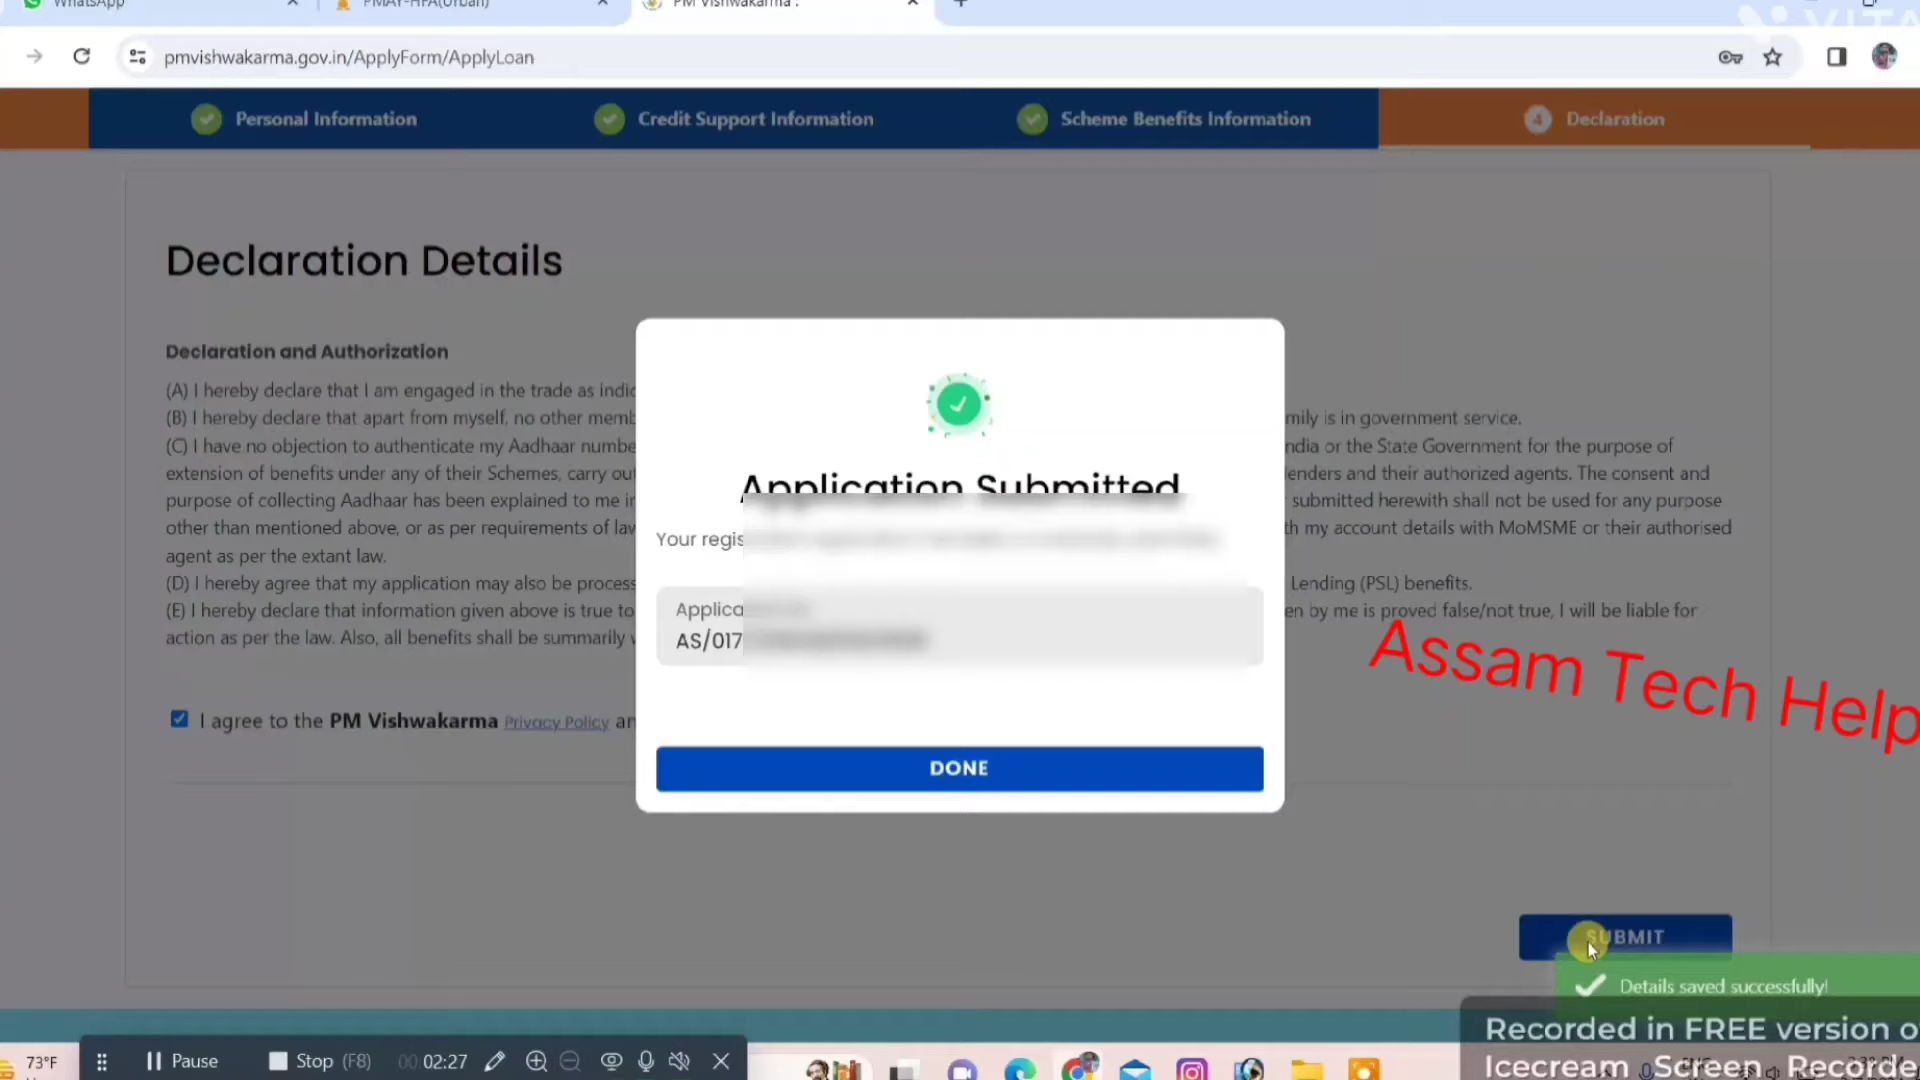 WhatsApp
PMAY-HFA(Urban)
PM Vishwakarma :
pmvishwakarma.gov.in/ApplyForm/ApplyLoan
VITA
Personal Information
Credit Support Information
Scheme Benefits Information
4 Declaration
Declaration Details
Declaration and Authorization
(A) I hereby declare that I am engaged in the trade as indic
(B) I hereby declare that apart from myself, no other memb
mily is in government service.
(C) I have no objection to authenticate my Aadhaar numbe
ndia or the State Government for the purpose of
extension of benefits under any of their Schemes, carry out
lenders and their authorized agents. The consent and
purpose of collecting Aadhaar has been explained to me in
submitted herewith shall not be used for any purpose
other than mentioned above, or as per requirements of law
th my account details with MoMSME or their authorised
agent as per the extant law.
(D) I hereby agree that my application may also be process
Lending (PSL) benefits.
(E) I hereby declare that information given above is true to
en by me is proved false/not true, I will be liable for
action as per the law. Also, all benefits shall be summarily w
Application Submitted
Your regis
Applica
AS/017
DONE
Assam Tech Help
I agree to the PM Vishwakarma Privacy Policy an
SUBMIT
Details saved successfully!
Recorded in FREE version of
Icecream Screen Recorde
73°F
Pause
Stop (F8)
00:02:27